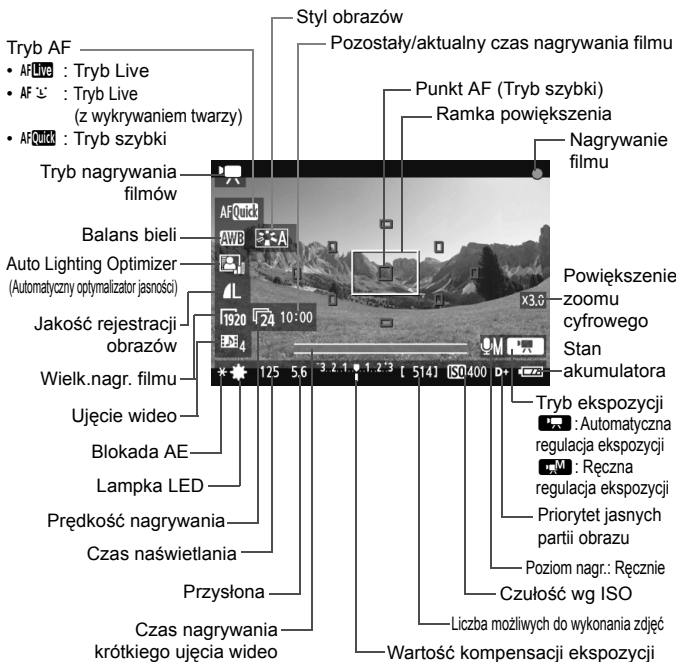 Styl obrazów
Pozostały/aktualny czas nagrywania filmu
Tryb AF
• AF Live : Tryb Live
• AF : Tryb Live
(z wykrywaniem twarzy)
• AF Quick : Tryb szybki
Punkt AF (Tryb szybki)
Ramka powiększenia
Nagrywanie
filmu
Tryb nagrywania
filmów
Balans bieli
Auto Lighting Optimizer
(Automatyczny optymalizator jasności)
Jakość rejestracji
obrazów
Wielk.nagr. filmu
Ujęcie wideo
Blokada AE
Lampka LED
Prędkość nagrywania
Czas naświetlania
Przysłona
Czas nagrywania
krótkiego ujęcia wideo
AF Quick
AWB
A
L
1920 24 10:00
4
x3.0
M
125 5.6 3..2..1..1..2..3 [ 514] ISO 400 D+
Powiększenie
zoomu
cyfrowego
Stan
akumulatora
Tryb ekspozycji
: Automatyczna
regulacja ekspozycji
M : Ręczna
regulacja ekspozycji
Priorytet jasnych
partii obrazu
Poziom nagr.: Ręcznie
Czułość wg ISO
Liczba możliwych do wykonania zdjęć
Wartość kompensacji ekspozycji